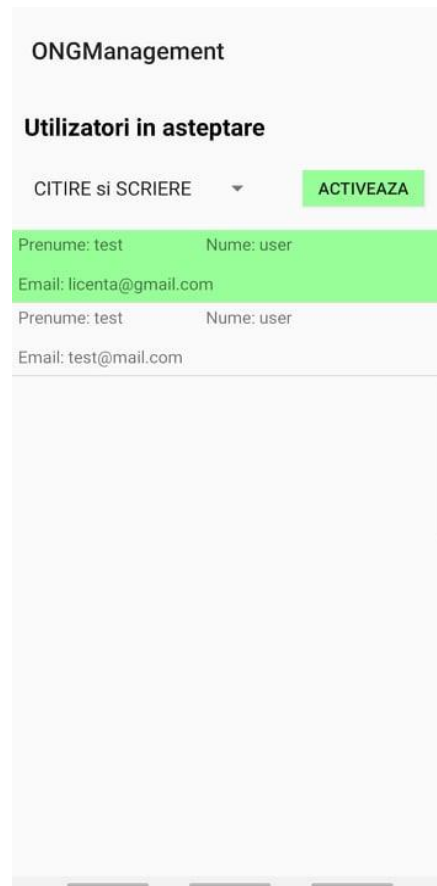 ONGManagement
Utilizatori in asteptare
CITIRE si SCRIERE ACTIVEAZA
Prenume: test Nume: user
Email: licenta@gmail.com
Prenume: test Nume: user
Email: test@mail.com